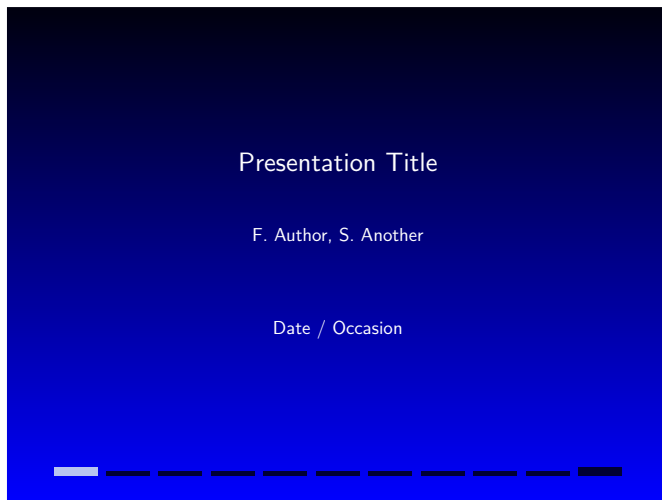 Presentation Title
F. Author, S. Another
Date / Occasion